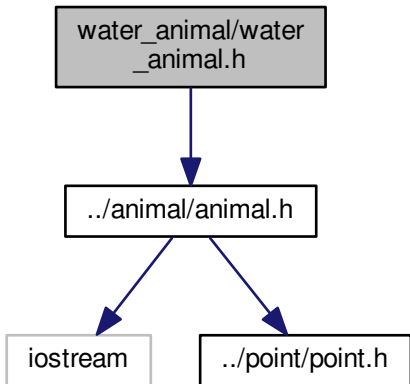 water_animal/water
_animal.h
../animal/animal.h
iostream
../point/point.h